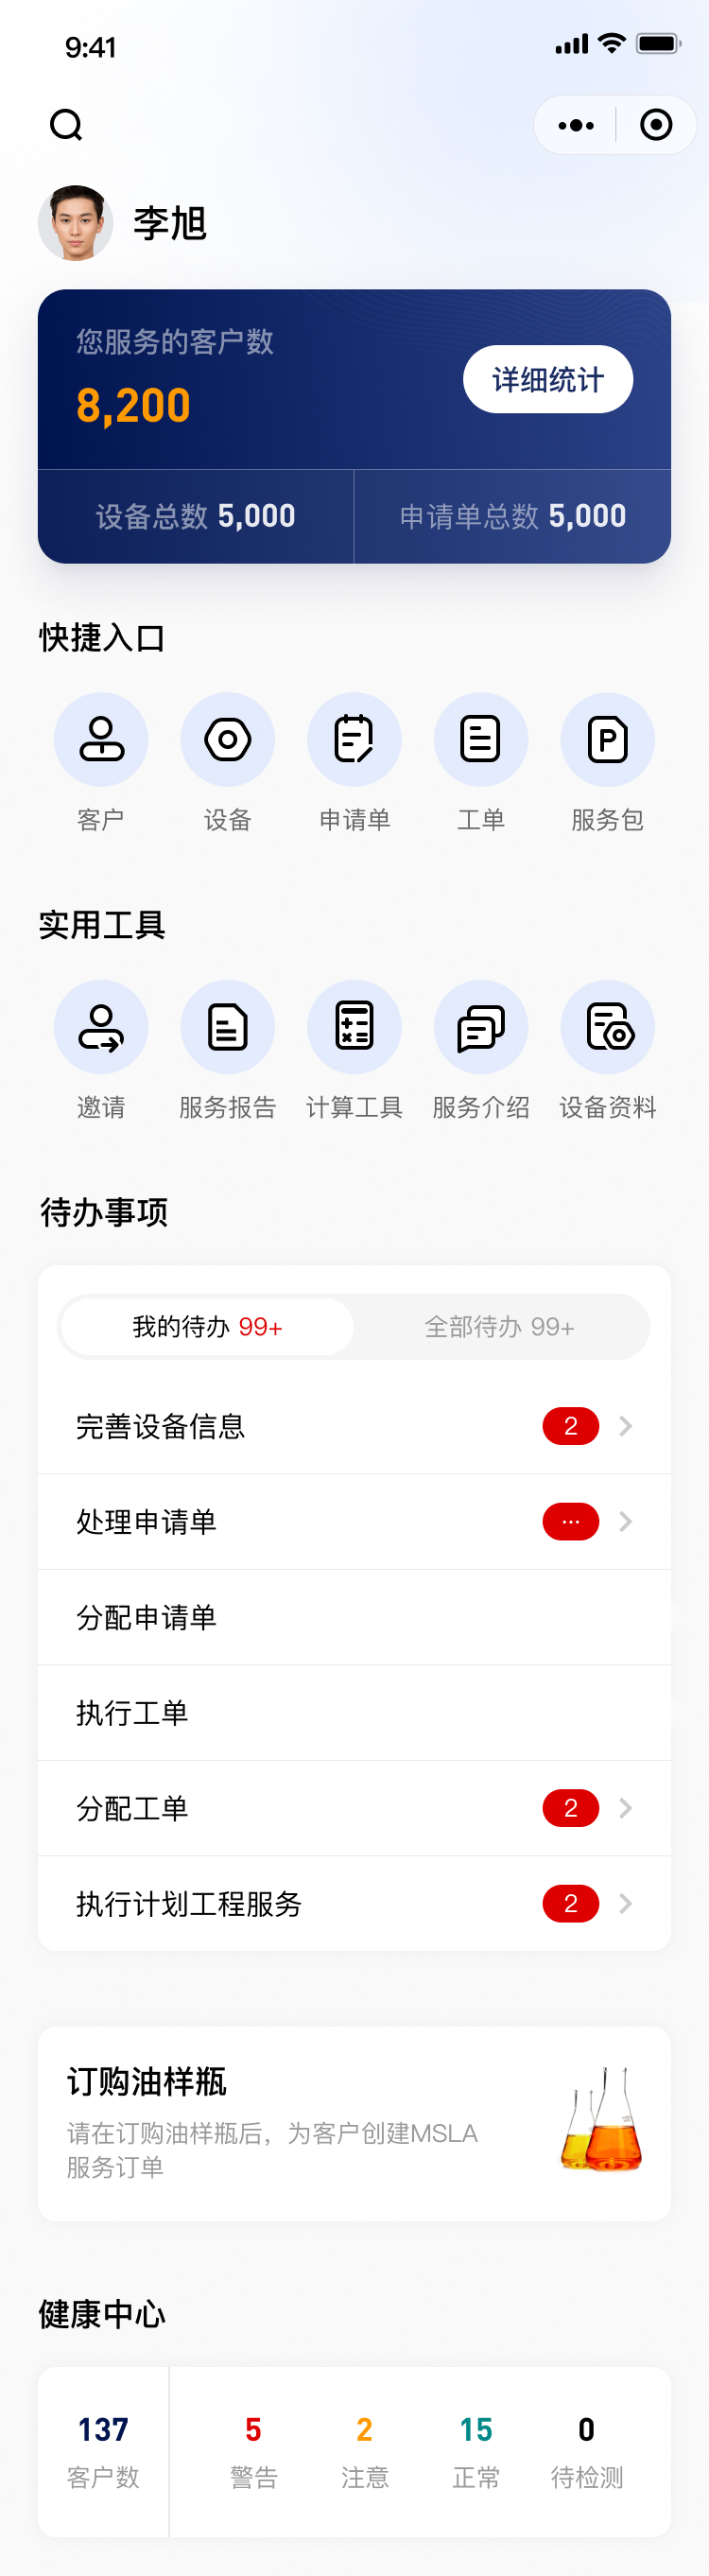 9:41
李旭
您服务的客户数
8,200
详细统计
设备总数 5,000
申请单总数 5,000
快捷入口
客户
设备
申请单
工单
服务包
实用工具
邀请
服务报告
计算工具
服务介绍
设备资料
待办事项
我的待办 99+
全部待办 99+
完善设备信息 2
处理申请单 ···
分配申请单
执行工单
分配工单 2
执行计划工程服务 2
订购油样瓶
请在订购油样瓶后，为客户创建MSLA
服务订单
健康中心
137 5 2 15 0
客户数 警告 注意 正常 待检测